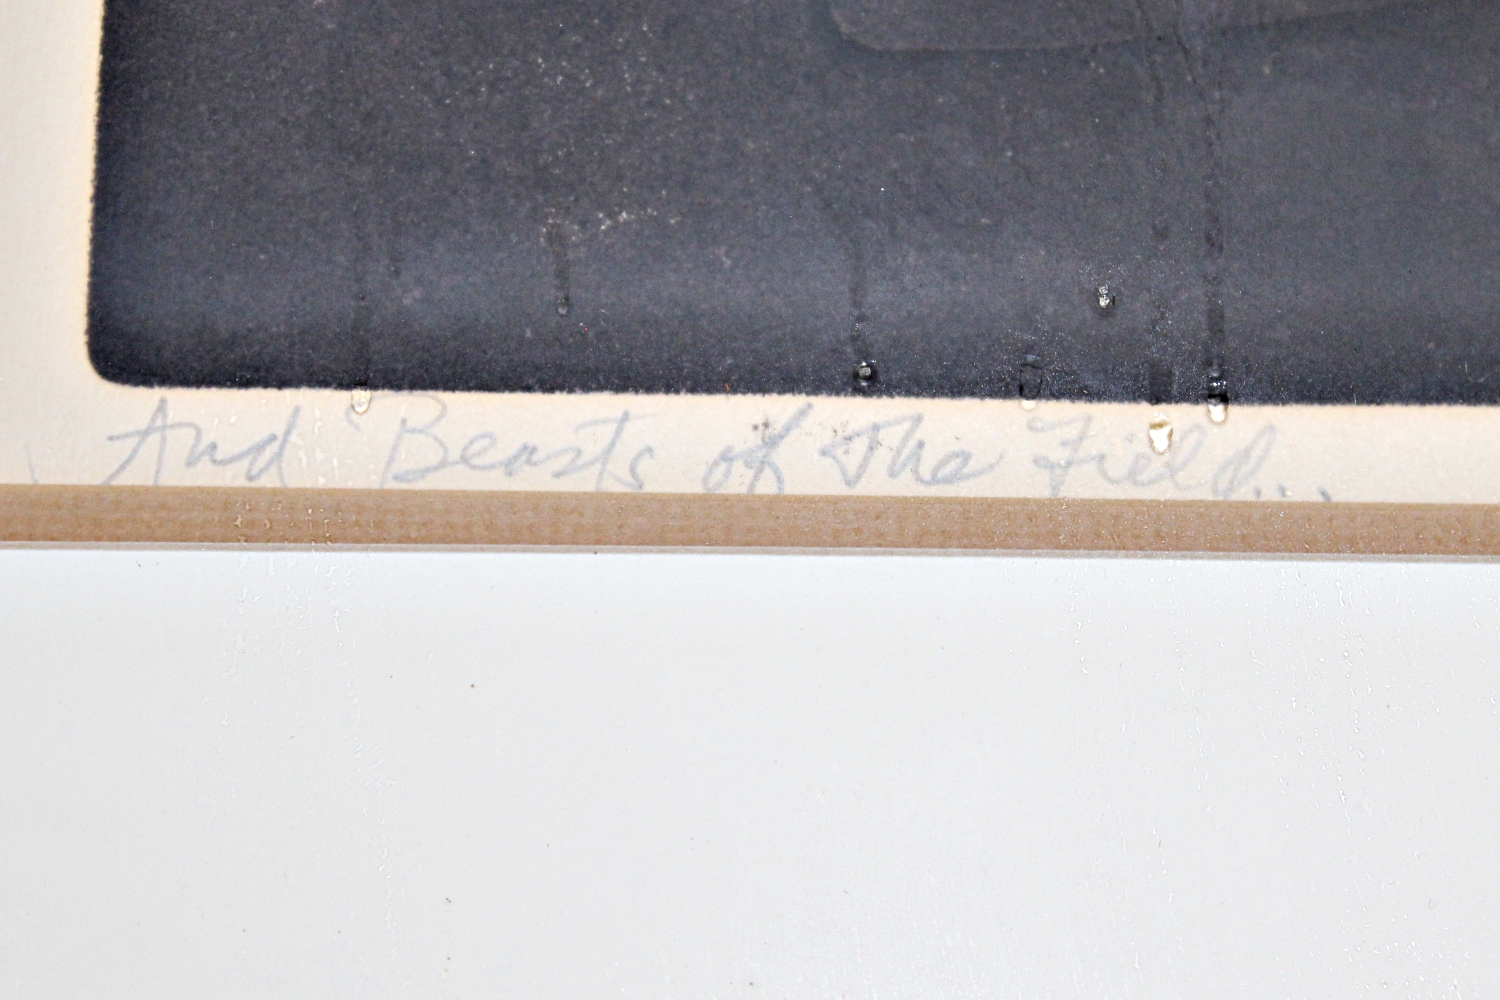 And Beasts of The Field...